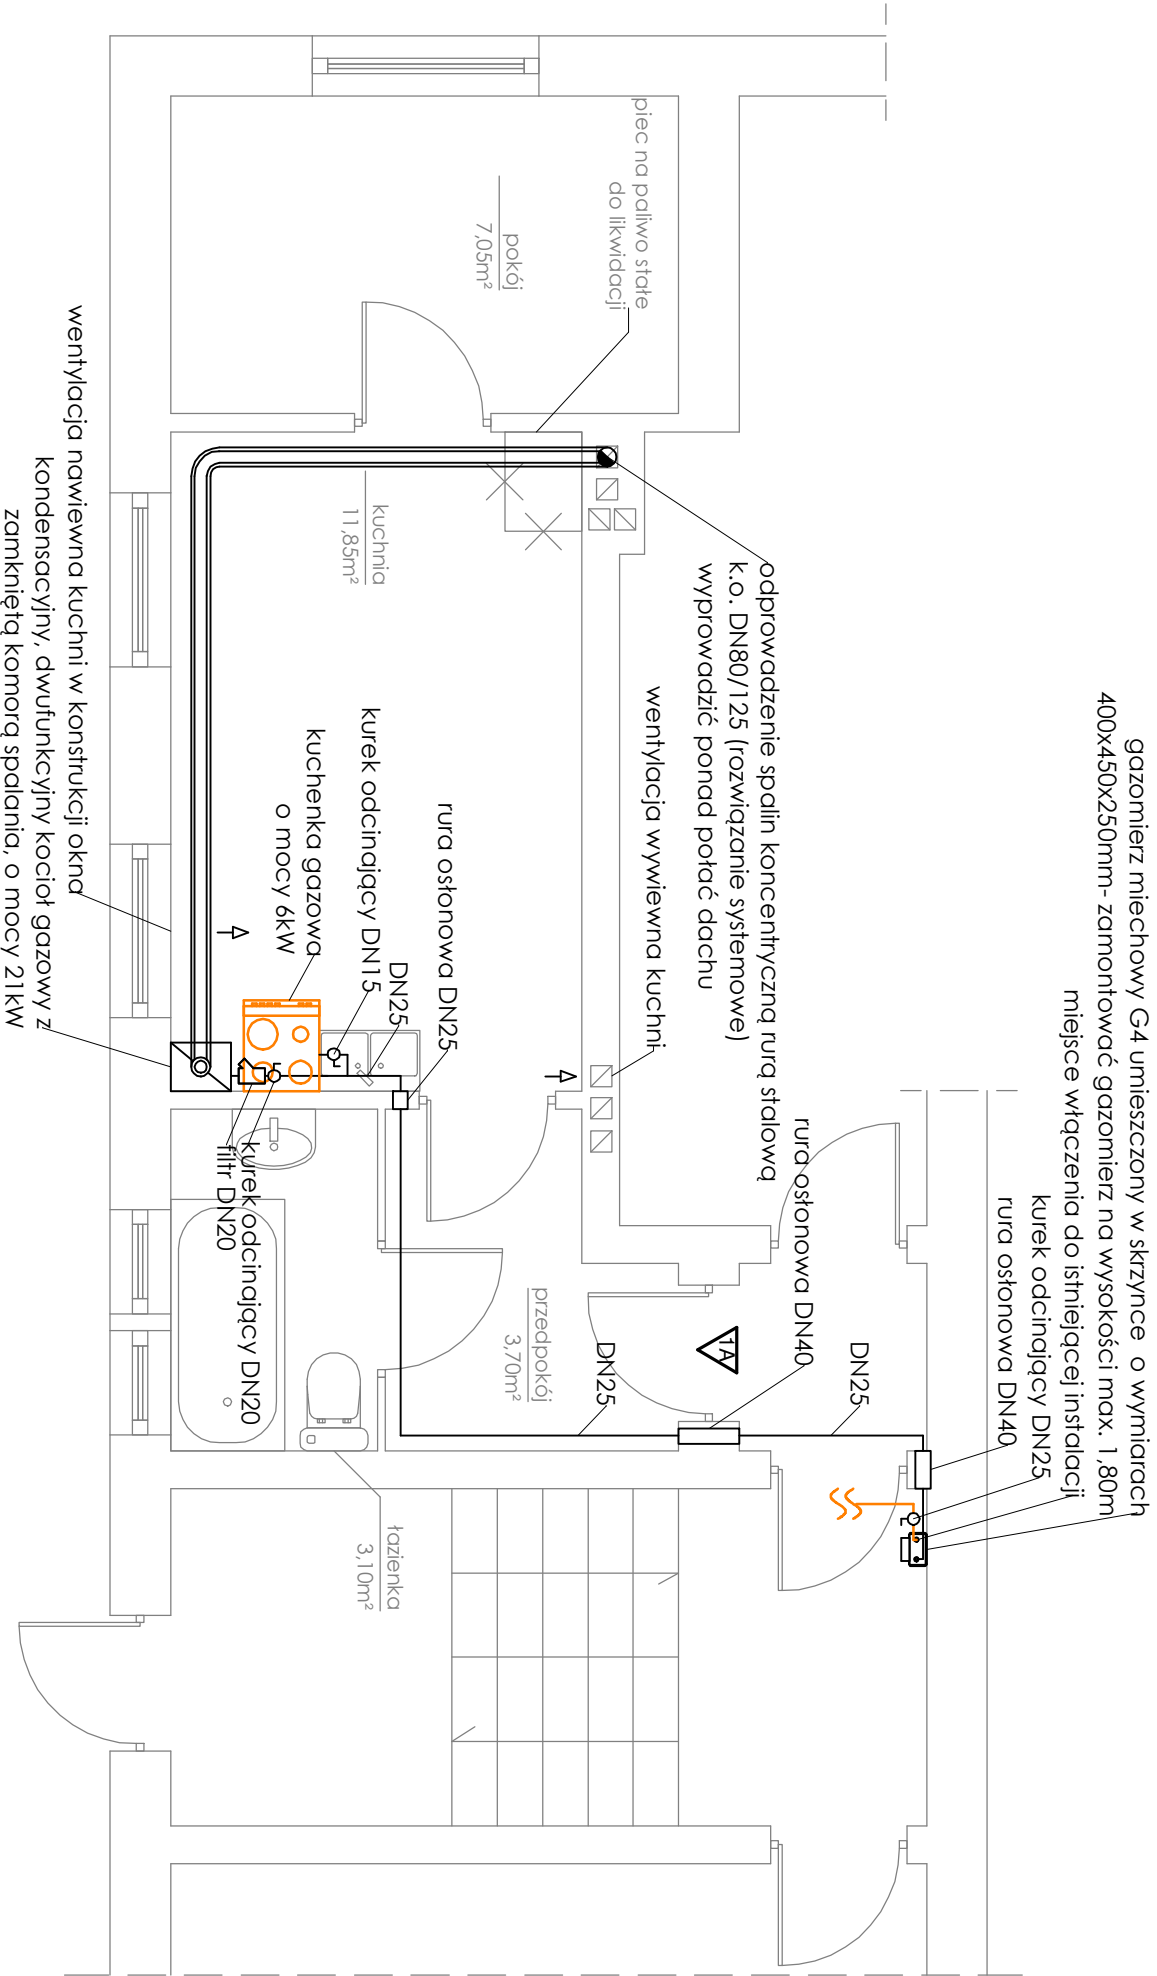 gazomierz miechowy G4 umieszczony w skrzynce o wymiarach
400x450x250mm- zamontować gazomierz na wysokości max. 1,80m
miejsce włączenia do istniejącej instalacji
kurek odcinający DN25
rura osłonowa DN40
piec na paliwo stałe
do likwidacji
pokój
7,05m²
odprowadzenie spalin koncentryczną rurą stalową
k.o. DN80/125 (rozwiązanie systemowe)
wyprowadzić ponad połać dachu
wentylacja wywiewna kuchni
rura osłonowa DN40
DN25
1A
DN25
przedpokój
3,70m²
kuchnia
11,85m²
rura osłonowa DN25
DN25
kurek odcinający DN15
kuchenka gazowa
o mocy 6kW
kurek odcinający DN20
filtr DN20
łazienka
3,10m²
wentylacja nawiewna kuchni w konstrukcji okna
kondensacyjny, dwufunkcyjny kocioł gazowy z
zamkniętą komorą spalania, o mocy 21kW